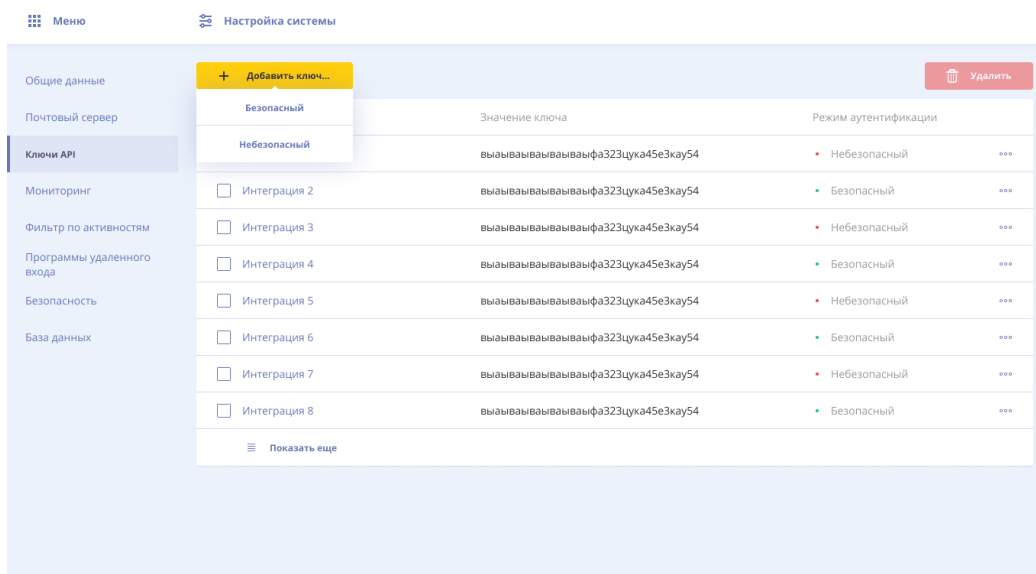 Меню
Настройка системы
Общие данные
Почтовый сервер
Ключи API
Мониторинг
Фильтр по активностям
Программы удаленного
входа
Безопасность
База данных
+ Добавить ключ...
Безопасный
Небезопасный
Удалить
Значение ключа Режим аутентификации
выаываываываываыфа323цука45е3кау54 Небезопасный
Интеграция 2 выаываываываываыфа323цука45е3кау54 Безопасный
Интеграция 3 выаываываываываыфа323цука45е3кау54 Небезопасный
Интеграция 4 выаываываываываыфа323цука45е3кау54 Безопасный
Интеграция 5 выаываываываываыфа323цука45е3кау54 Небезопасный
Интеграция 6 выаываываываываыфа323цука45е3кау54 Безопасный
Интеграция 7 выаываываываываыфа323цука45е3кау54 Небезопасный
Интеграция 8 выаываываываываыфа323цука45е3кау54 Безопасный
Показать еще